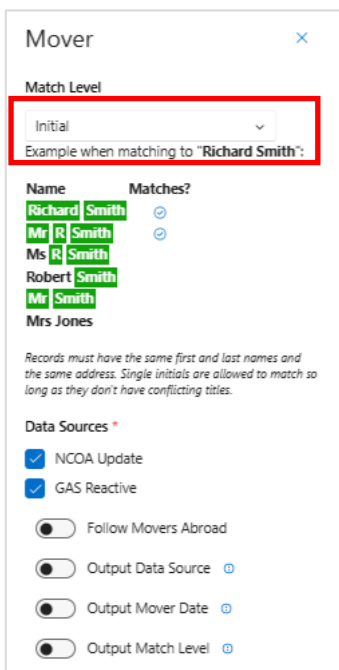 Mover
Match Level
Initial
Example when matching to "Richard Smith":
Name Matches?
Richard Smith
Mr R Smith
Ms R Smith
Robert Smith
Mr Smith
Mrs Jones
Records must have the same first and last names and
the same address. Single initials are allowed to match so
long as they don't have conflicting titles.
Data Sources *
NCOA Update
GAS Reactive
Follow Movers Abroad
Output Data Source
Output Mover Date
Output Match Level